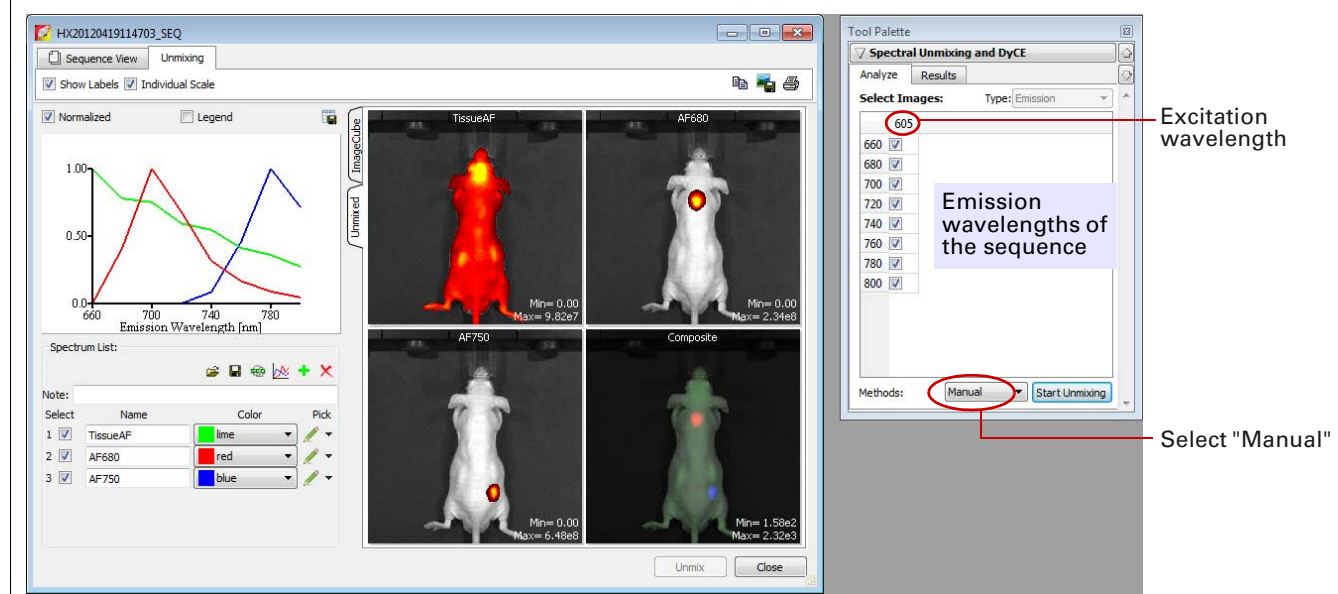 HX20120419114703_SEQ
Sequence View
Unmixing
Show Labels
Individual Scale
Normalized
Legend
1.00
0.50
0.0
660 700 740 780
Emission Wavelength [nm]
Spectrum List:
SEQ
Note:
Select Name Color Pick
1 TissueAF lime
2 AF680 red
3 AF750 blue
ImageCube
Unmixed
TissueAF
Min= 0.00
Max= 9.82e7
AF680
Min= 0.00
Max= 2.34e8
AF750
Min= 0.00
Max= 6.48e8
Composite
Min= 1.58e2
Max= 2.32e3
Unmix
Close
Tool Palette
Spectral Unmixing and DyCE
Analyze
Results
Select Images: Type: Emission
605
660
680
700
720
740
760
780
800
Emission
wavelengths of
the sequence
Methods: Manual Start Unmixing
Excitation
wavelength
Select "Manual"